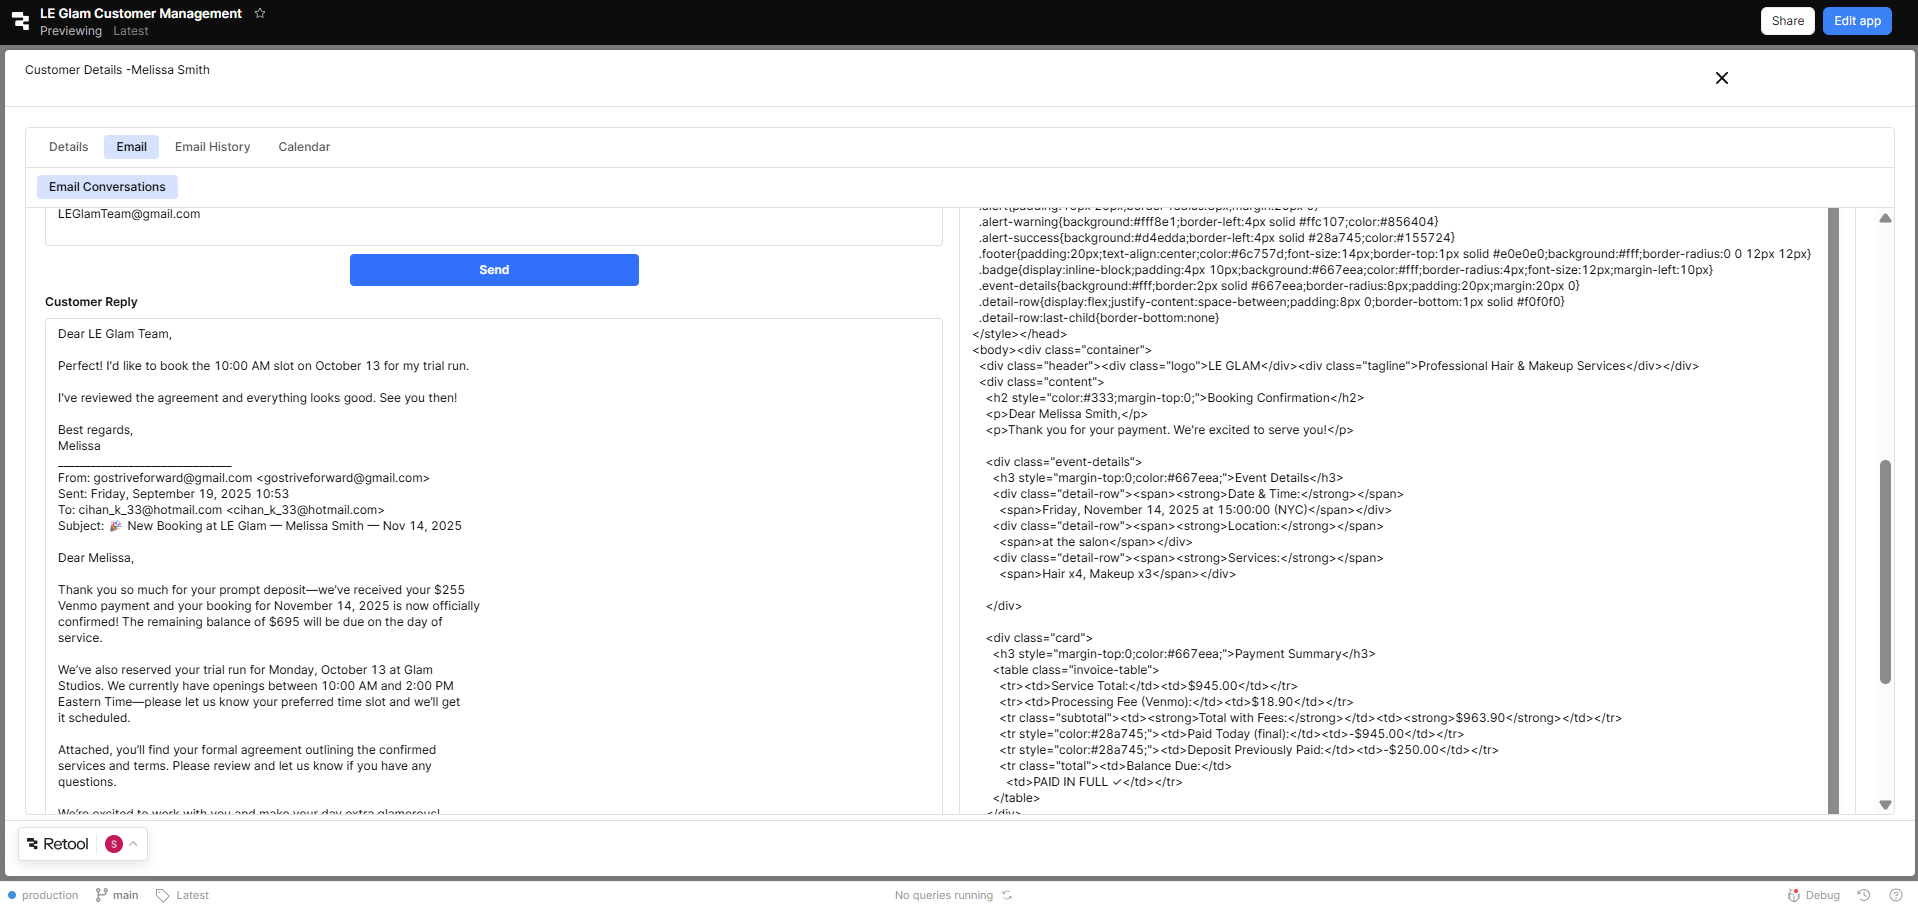 LE Glam Customer Management
Previewing Latest
Share
Edit app
Customer Details -Melissa Smith
Details
Email
Email History
Calendar
Email Conversations
LEGlamTeam@gmail.com
Send
Customer Reply
Dear LE Glam Team,
Perfect! I'd like to book the 10:00 AM slot on October 13 for my trial run.
I've reviewed the agreement and everything looks good. See you then!
Best regards,
Melissa
________________________________
From: gostriveforward@gmail.com <gostriveforward@gmail.com>
Sent: Friday, September 19, 2025 10:53
To: cihan_k_33@hotmail.com <cihan_k_33@hotmail.com>
Subject: 🎉 New Booking at LE Glam — Melissa Smith — Nov 14, 2025
Dear Melissa,
Thank you so much for your prompt deposit—we’ve received your $255
Venmo payment and your booking for November 14, 2025 is now officially
confirmed! The remaining balance of $695 will be due on the day of
service.
We’ve also reserved your trial run for Monday, October 13 at Glam
Studios. We currently have openings between 10:00 AM and 2:00 PM
Eastern Time—please let us know your preferred time slot and we’ll get
it scheduled.
Attached, you’ll find your formal agreement outlining the confirmed
services and terms. Please review and let us know if you have any
questions.
We’re excited to work with you and make your day extra glamorous!
.alert{padding:15px 20px;border-radius:8px;margin:20px 0}
.alert-warning{background:#fff8e1;border-left:4px solid #ffc107;color:#856404}
.alert-success{background:#d4edda;border-left:4px solid #28a745;color:#155724}
.footer{padding:20px;text-align:center;color:#6c757d;font-size:14px;border-top:1px solid #e0e0e0;background:#fff;border-radius:0 0 12px 12px}
.badge{display:inline-block;padding:4px 10px;background:#667eea;color:#fff;border-radius:4px;font-size:12px;margin-left:10px}
.event-details{background:#fff;border:2px solid #667eea;border-radius:8px;padding:20px;margin:20px 0}
.detail-row{display:flex;justify-content:space-between;padding:8px 0;border-bottom:1px solid #f0f0f0}
.detail-row:last-child{border-bottom:none}
</style></head>
<body><div class="container">
<div class="header"><div class="logo">LE GLAM</div><div class="tagline">Professional Hair & Makeup Services</div></div>
<div class="content">
<h2 style="color:#333;margin-top:0;">Booking Confirmation</h2>
<p>Dear Melissa Smith,</p>
<p>Thank you for your payment. We're excited to serve you!</p>
<div class="event-details">
<h3 style="margin-top:0;color:#667eea;">Event Details</h3>
<div class="detail-row"><span><strong>Date & Time:</strong></span>
<span>Friday, November 14, 2025 at 15:00:00 (NYC)</span></div>
<div class="detail-row"><span><strong>Location:</strong></span>
<span>at the salon</span></div>
<div class="detail-row"><span><strong>Services:</strong></span>
<span>Hair x4, Makeup x3</span></div>
</div>
<div class="card">
<h3 style="margin-top:0;color:#667eea;">Payment Summary</h3>
<table class="invoice-table">
<tr><td>Service Total:</td><td>$945.00</td></tr>
<tr><td>Processing Fee (Venmo):</td><td>$18.90</td></tr>
<tr class="subtotal"><td><strong>Total with Fees:</strong></td><td><strong>$963.90</strong></td></tr>
<tr style="color:#28a745;"><td>Paid Today (final):</td><td>-$945.00</td></tr>
<tr style="color:#28a745;"><td>Deposit Previously Paid:</td><td>-$250.00</td></tr>
<tr class="total"><td>Balance Due:</td>
<td>PAID IN FULL ✓</td></tr>
</table>
</div>
Retool
S
production
main
Latest
No queries running
Debug